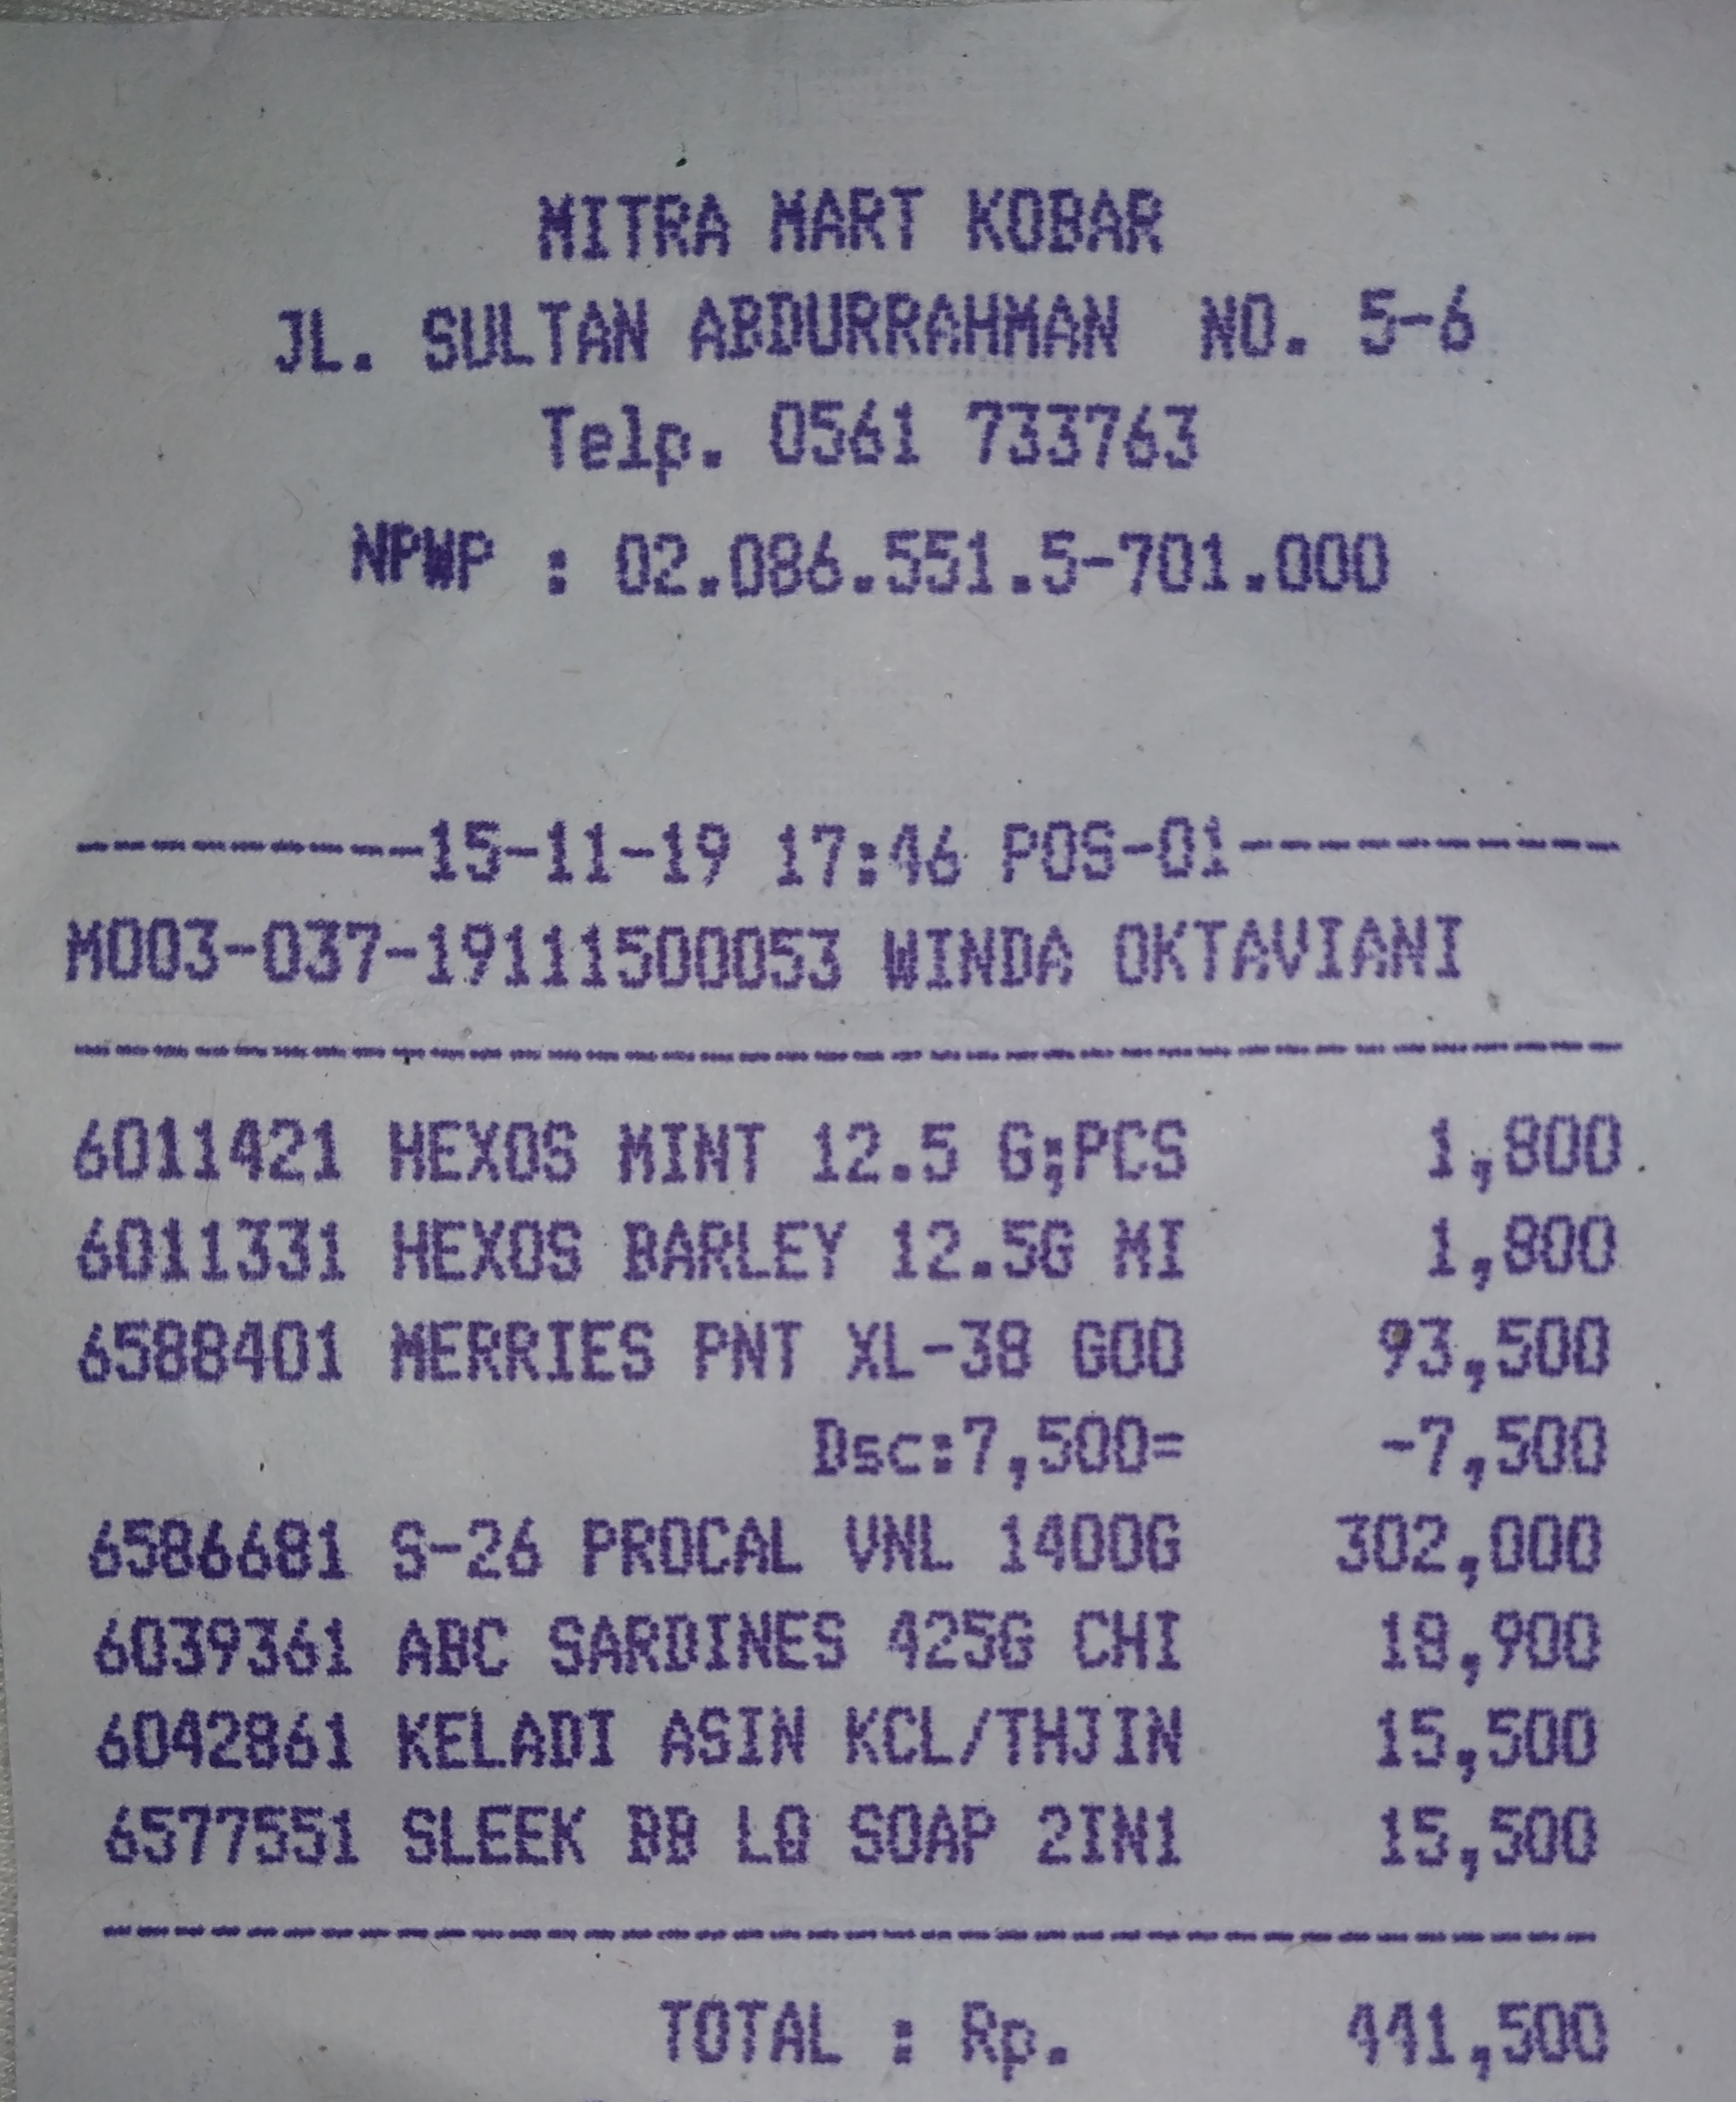 MITRA MART KOBAR
JL. SULTAN ABDURRAHMAN NO. 5-6
Telp. 0561 733763
NPWP : 02.086.551.5-701.000
---------15-11-19 17:46 POS-01----------
M003-037-19111500053 WINDA OKTAVIANI
----------------------------------------
6011421 HEXOS MINT 12.5 G;PCS 1,800
6011331 HEXOS BARLEY 12.5G MI 1,800
6588401 MERRIES PNT XL-38 GOO 93,500
Dsc:7,500= -7,500
6586681 S-26 PROCAL VNL 1400G 302,000
6039361 ABC SARDINES 425G CHI 18,900
6042861 KELADI ASIN KCL/THJIN 15,500
6577551 SLEEK BB LQ SOAP 2IN1 15,500
----------------------------------------
TOTAL : Rp. 441,500